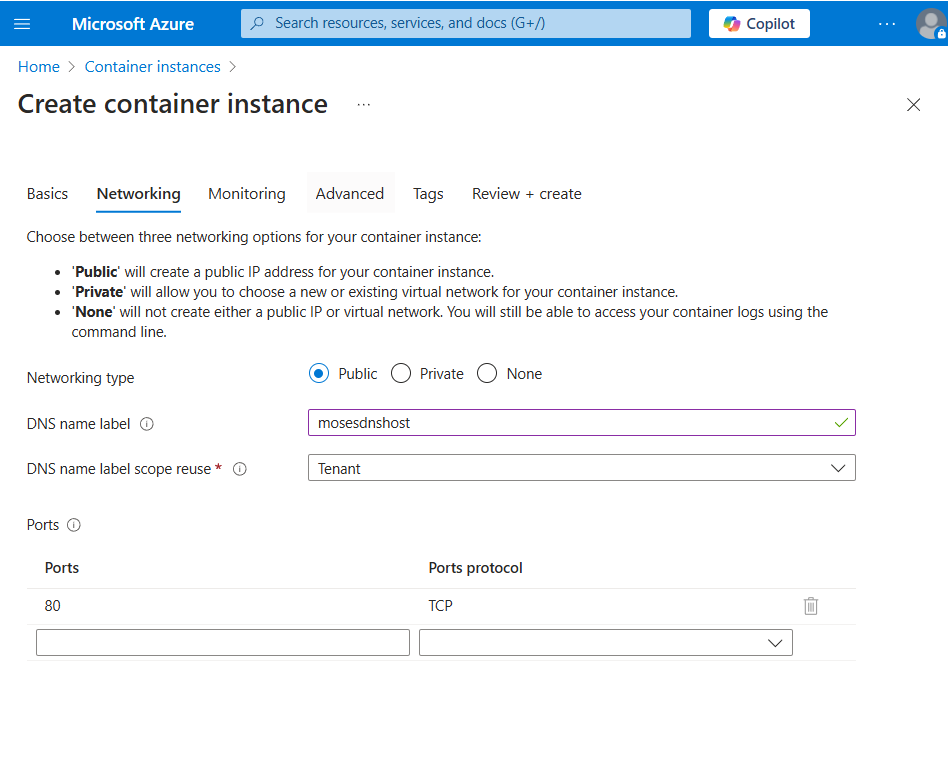 Microsoft Azure
Search resources, services, and docs (G+/)
Copilot
Home > Container instances >
Create container instance ...
Basics Networking Monitoring Advanced Tags Review + create
Choose between three networking options for your container instance:
• 'Public' will create a public IP address for your container instance.
• 'Private' will allow you to choose a new or existing virtual network for your container instance.
• 'None' will not create either a public IP or virtual network. You will still be able to access your container logs using the
command line.
Networking type Public Private None
DNS name label mosesdnshost
DNS name label scope reuse * Tenant
Ports
Ports Ports protocol
80 TCP